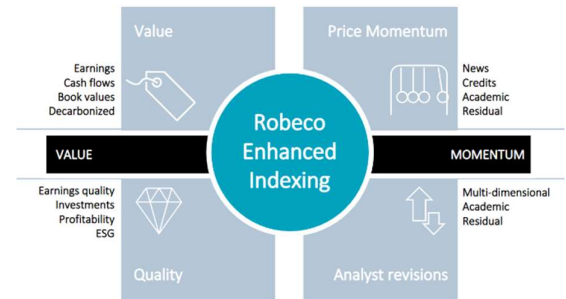 Value
Price Momentum
Earnings
Cash flows
Book values
Decarbonized
News
Credits
Academic
Residual
Robeco
Enhanced
Indexing
VALUE
MOMENTUM
Earnings quality
Investments
Profitability
ESG
Multi-dimensional
Academic
Residual
Quality
Analyst revisions